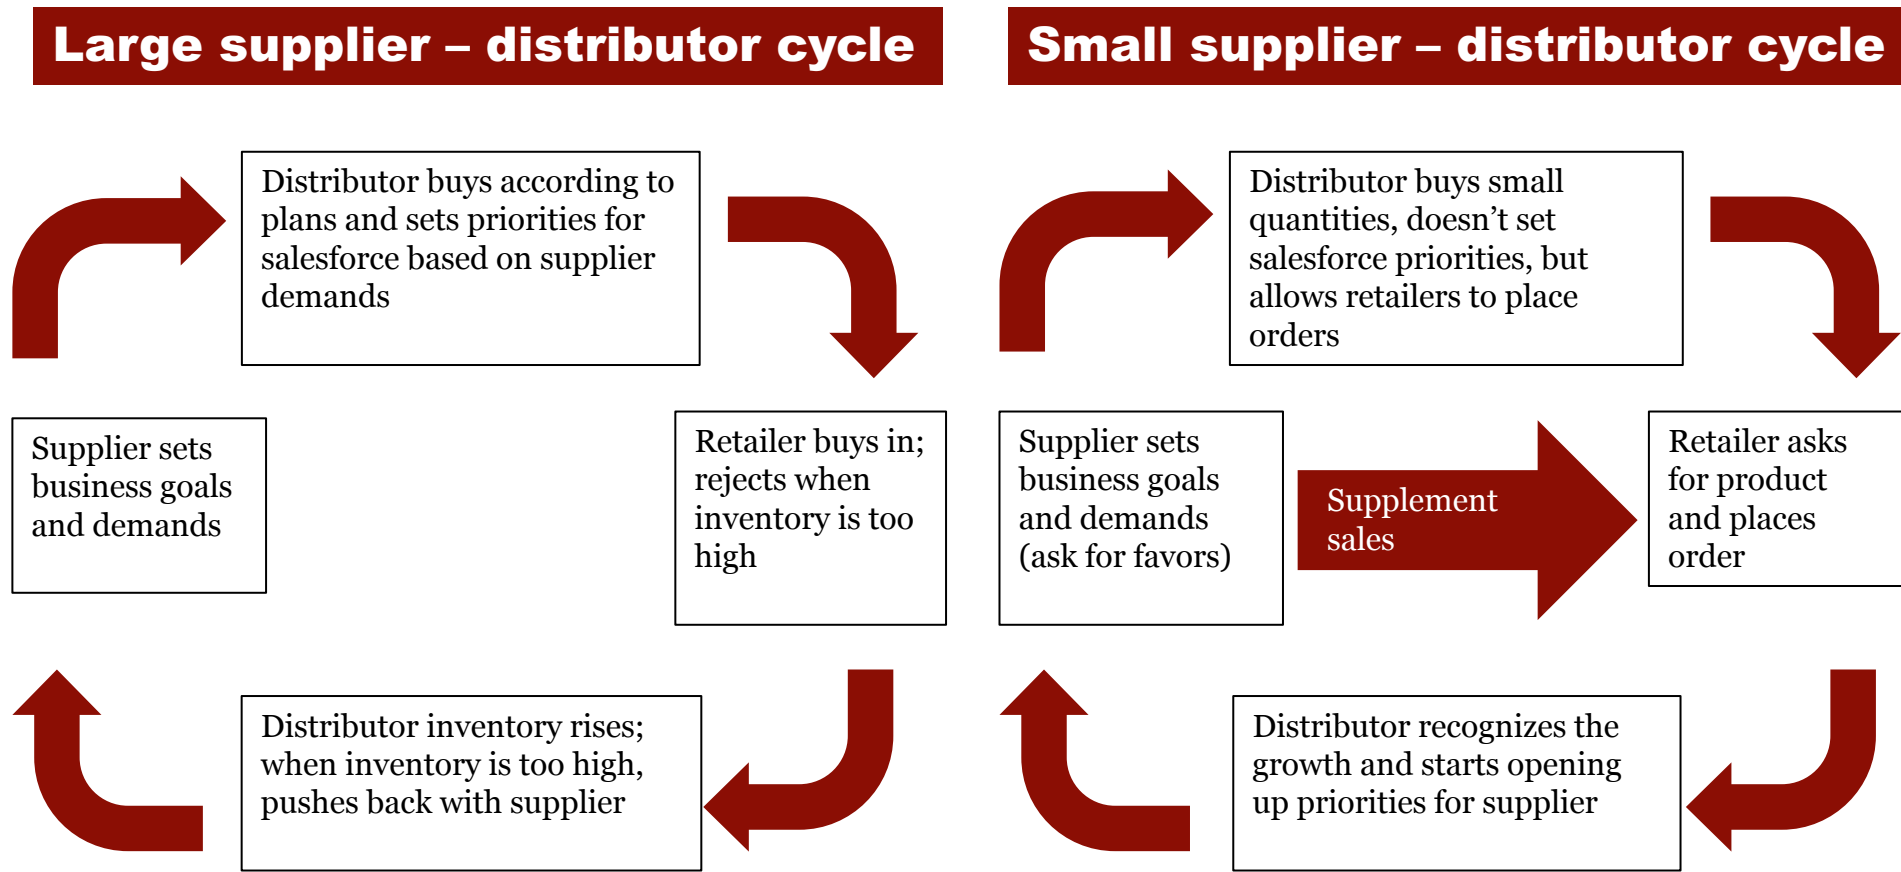 Large supplier – distributor cycle
Distributor buys according to
plans and sets priorities for
salesforce based on supplier
demands
Supplier sets
business goals
and demands
Retailer buys in;
rejects when
inventory is too
high
Distributor inventory rises;
when inventory is too high,
pushes back with supplier
Small supplier – distributor cycle
Distributor buys small
quantities, doesn’t set
salesforce priorities, but
allows retailers to place
orders
Supplier sets
business goals
and demands
(ask for favors)
Supplement
sales
Retailer asks
for product
and places
order
Distributor recognizes the
growth and starts opening
up priorities for supplier